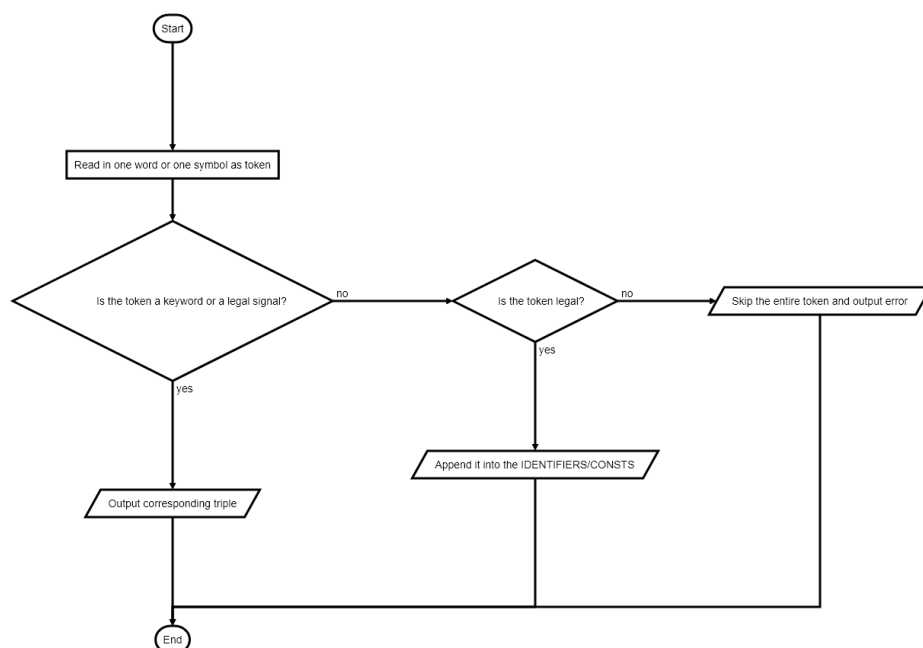 Start
Read in one word or one symbol as token
Is the token a keyword or a legal signal?
no
Is the token legal?
no
Skip the entire token and output error
yes
yes
Append it into the IDENTIFIERS/CONSTS
Output corresponding triple
End